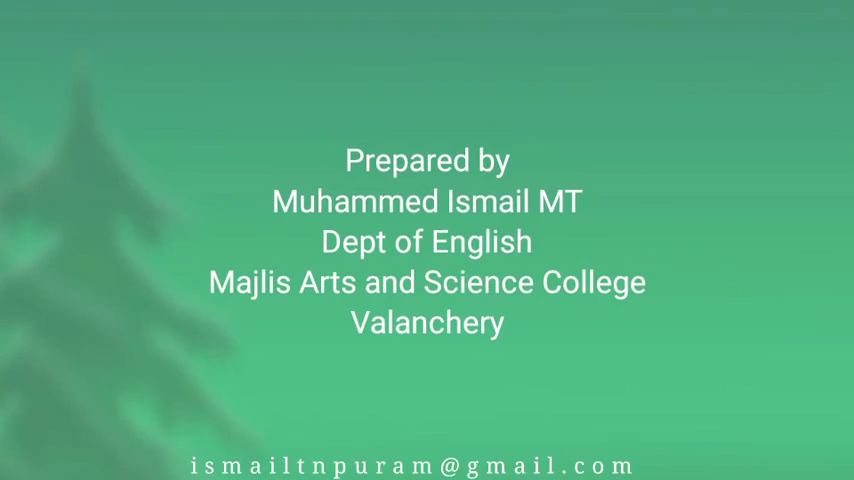 Prepared by
Muhammed Ismail MT
Dept of English
Majlis Arts and Science College
Valanchery
ismailtnpuram@gmail.com